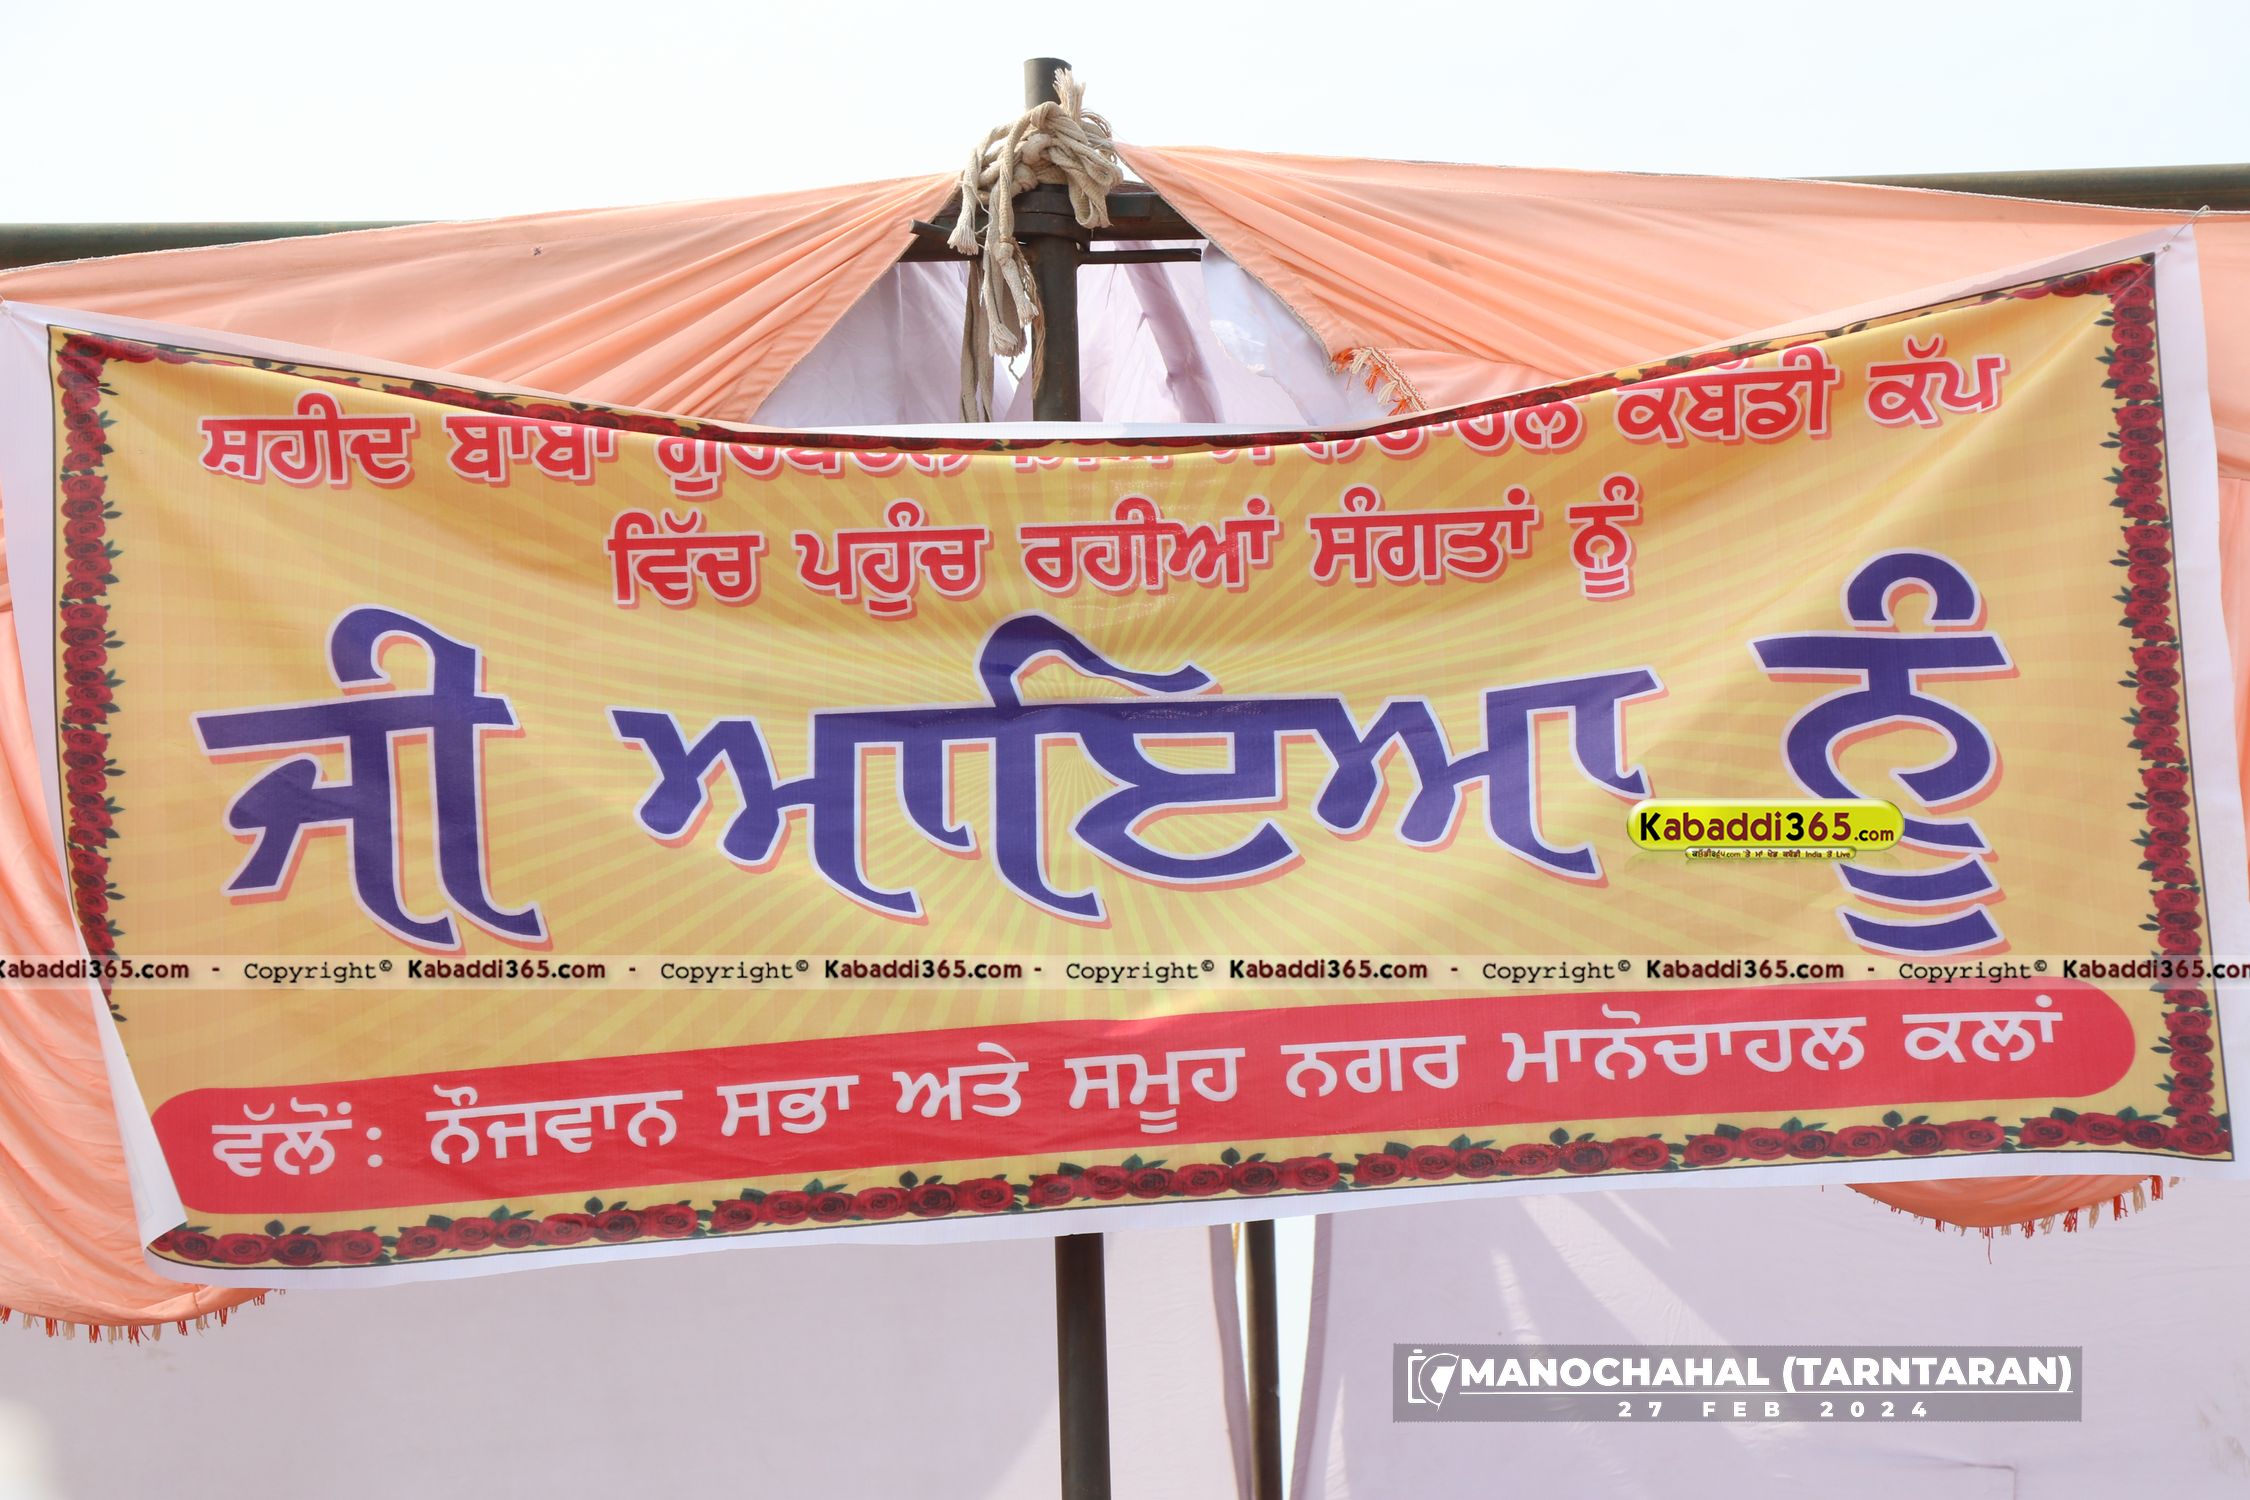 ਸ਼ਹੀਦ ਬਾਬਾ ਕਬੱਡੀ ਕੱਪ
ਵਿੱਚ ਪਹੁੰਚ ਰਹੀਆਂ ਸੰਗਤਾਂ ਨੂੰ
ਜੀ ਆਇਆ ਨੂੰ
Kabaddi365.com
Kabaddi365.com - Copyright© Kabaddi365.com - Copyright© Kabaddi365.com - Copyright© Kabaddi365.com - Copyright© Kabaddi365.com - Copyright© Kabaddi365.com
ਵੱਲੋਂ: ਨੌਜਵਾਨ ਸਭਾ ਅਤੇ ਸਮੂਹ ਨਗਰ ਮਾਨੋਚਾਹਲ ਕਲਾਂ
MANOCHAHAL (TARNTARAN)
27 FEB 2024